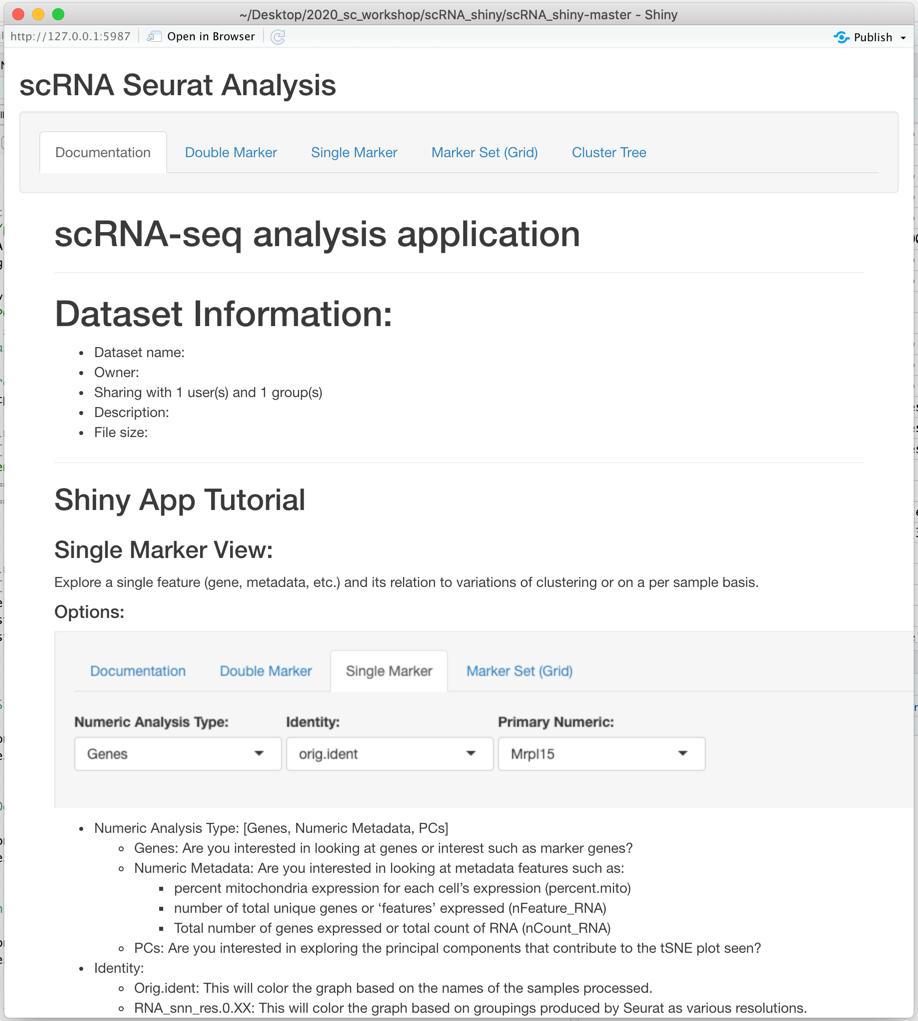 ~/Desktop/2020_sc_workshop/scRNA_shiny/scRNA_shiny-master - Shiny
http://127.0.0.1:5987 Open in Browser Publish
scRNA Seurat Analysis
Documentation Double Marker Single Marker Marker Set (Grid) Cluster Tree
scRNA-seq analysis application
Dataset Information:
• Dataset name:
• Owner:
• Sharing with 1 user(s) and 1 group(s)
• Description:
• File size:
Shiny App Tutorial
Single Marker View:
Explore a single feature (gene, metadata, etc.) and its relation to variations of clustering or on a per sample basis.
Options:
Documentation Double Marker Single Marker Marker Set (Grid)
Numeric Analysis Type: Identity: Primary Numeric:
Genes orig.ident Mrpl15
• Numeric Analysis Type: [Genes, Numeric Metadata, PCs]
◦ Genes: Are you interested in looking at genes or interest such as marker genes?
◦ Numeric Metadata: Are you interested in looking at metadata features such as:
▪ percent mitochondria expression for each cell’s expression (percent.mito)
▪ number of total unique genes or ‘features’ expressed (nFeature_RNA)
▪ Total number of genes expressed or total count of RNA (nCount_RNA)
◦ PCs: Are you interested in exploring the principal components that contribute to the tSNE plot seen?
• Identity:
◦ Orig.ident: This will color the graph based on the names of the samples processed.
◦ RNA_snn_res.0.XX: This will color the graph based on groupings produced by Seurat as various resolutions.